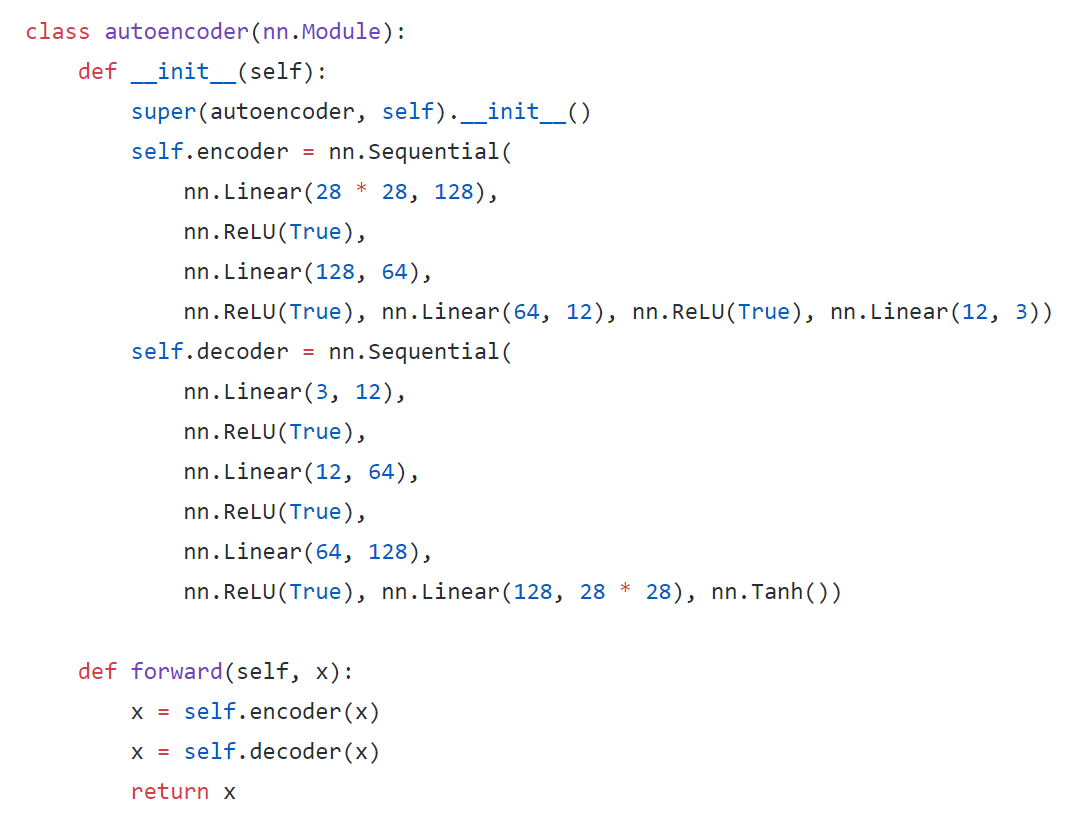 class autoencoder(nn.Module):
    def __init__(self):
        super(autoencoder, self).__init__()
        self.encoder = nn.Sequential(
            nn.Linear(28 * 28, 128),
            nn.ReLU(True),
            nn.Linear(128, 64),
            nn.ReLU(True), nn.Linear(64, 12), nn.ReLU(True), nn.Linear(12, 3))
        self.decoder = nn.Sequential(
            nn.Linear(3, 12),
            nn.ReLU(True),
            nn.Linear(12, 64),
            nn.ReLU(True),
            nn.Linear(64, 128),
            nn.ReLU(True), nn.Linear(128, 28 * 28), nn.Tanh())

    def forward(self, x):
        x = self.encoder(x)
        x = self.decoder(x)
        return x